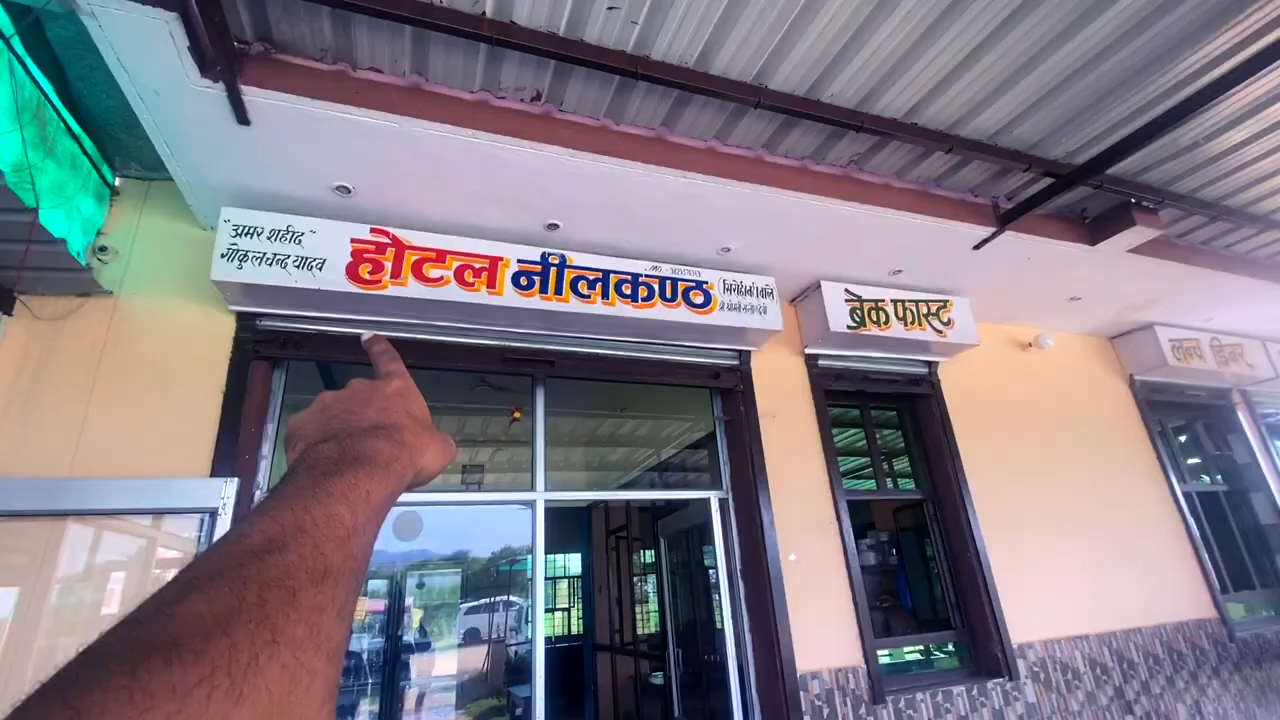 "अमर शहीद"
गोकुलचन्द्र यादव
होटल नीलकण्ठ
ब्रेक फास्ट
लन्च डिनर